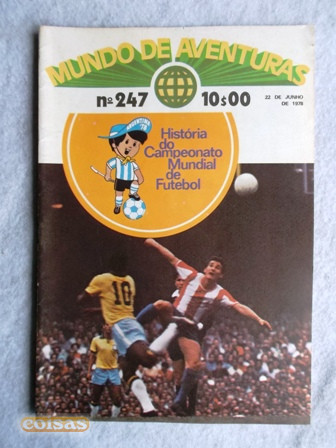 MUNDO DE AVENTURAS
nº 247
10$00
22 DE JUNHO
DE 1978
História
do
Campeonato
Mundial
de
Futebol
10
coisas